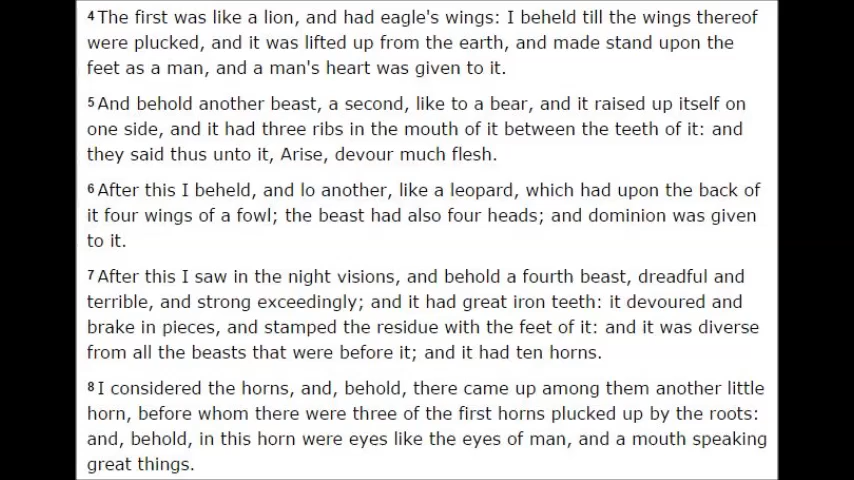 4 The first was like a lion, and had eagle's wings: I beheld till the wings thereof
were plucked, and it was lifted up from the earth, and made stand upon the
feet as a man, and a man's heart was given to it.
5 And behold another beast, a second, like to a bear, and it raised up itself on
one side, and it had three ribs in the mouth of it between the teeth of it: and
they said thus unto it, Arise, devour much flesh.
6 After this I beheld, and lo another, like a leopard, which had upon the back of
it four wings of a fowl; the beast had also four heads; and dominion was given
to it.
7 After this I saw in the night visions, and behold a fourth beast, dreadful and
terrible, and strong exceedingly; and it had great iron teeth: it devoured and
brake in pieces, and stamped the residue with the feet of it: and it was diverse
from all the beasts that were before it; and it had ten horns.
8 I considered the horns, and, behold, there came up among them another little
horn, before whom there were three of the first horns plucked up by the roots:
and, behold, in this horn were eyes like the eyes of man, and a mouth speaking
great things.